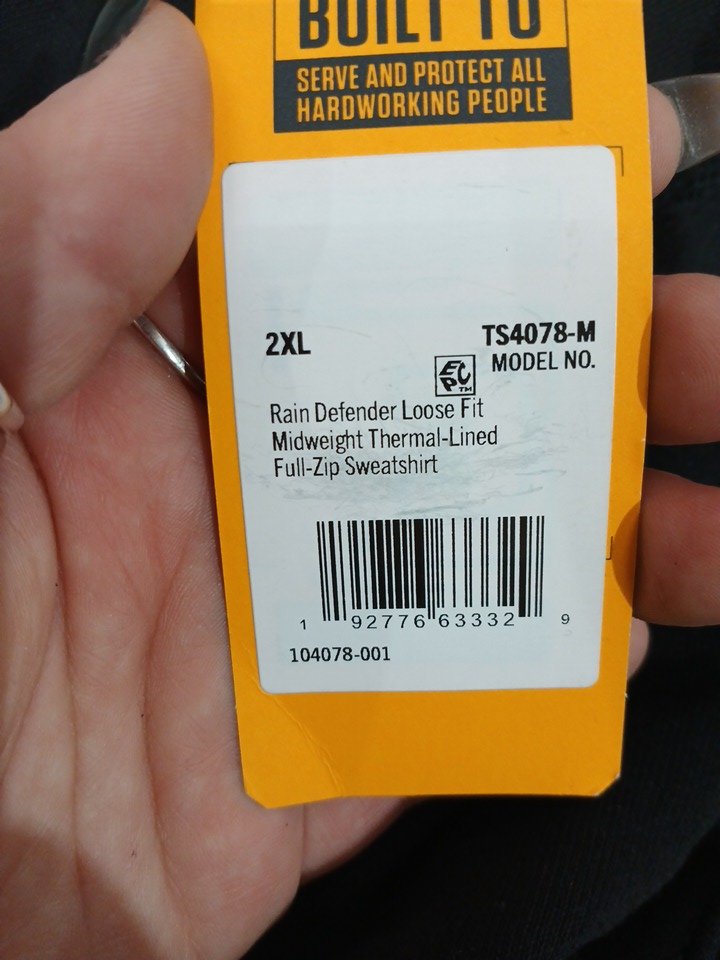 BUILT TO
SERVE AND PROTECT ALL
HARDWORKING PEOPLE
2XL
TS4078-M
MODEL NO.
EPC™
Rain Defender Loose Fit
Midweight Thermal-Lined
Full-Zip Sweatshirt
1 92776 63332 9
104078-001